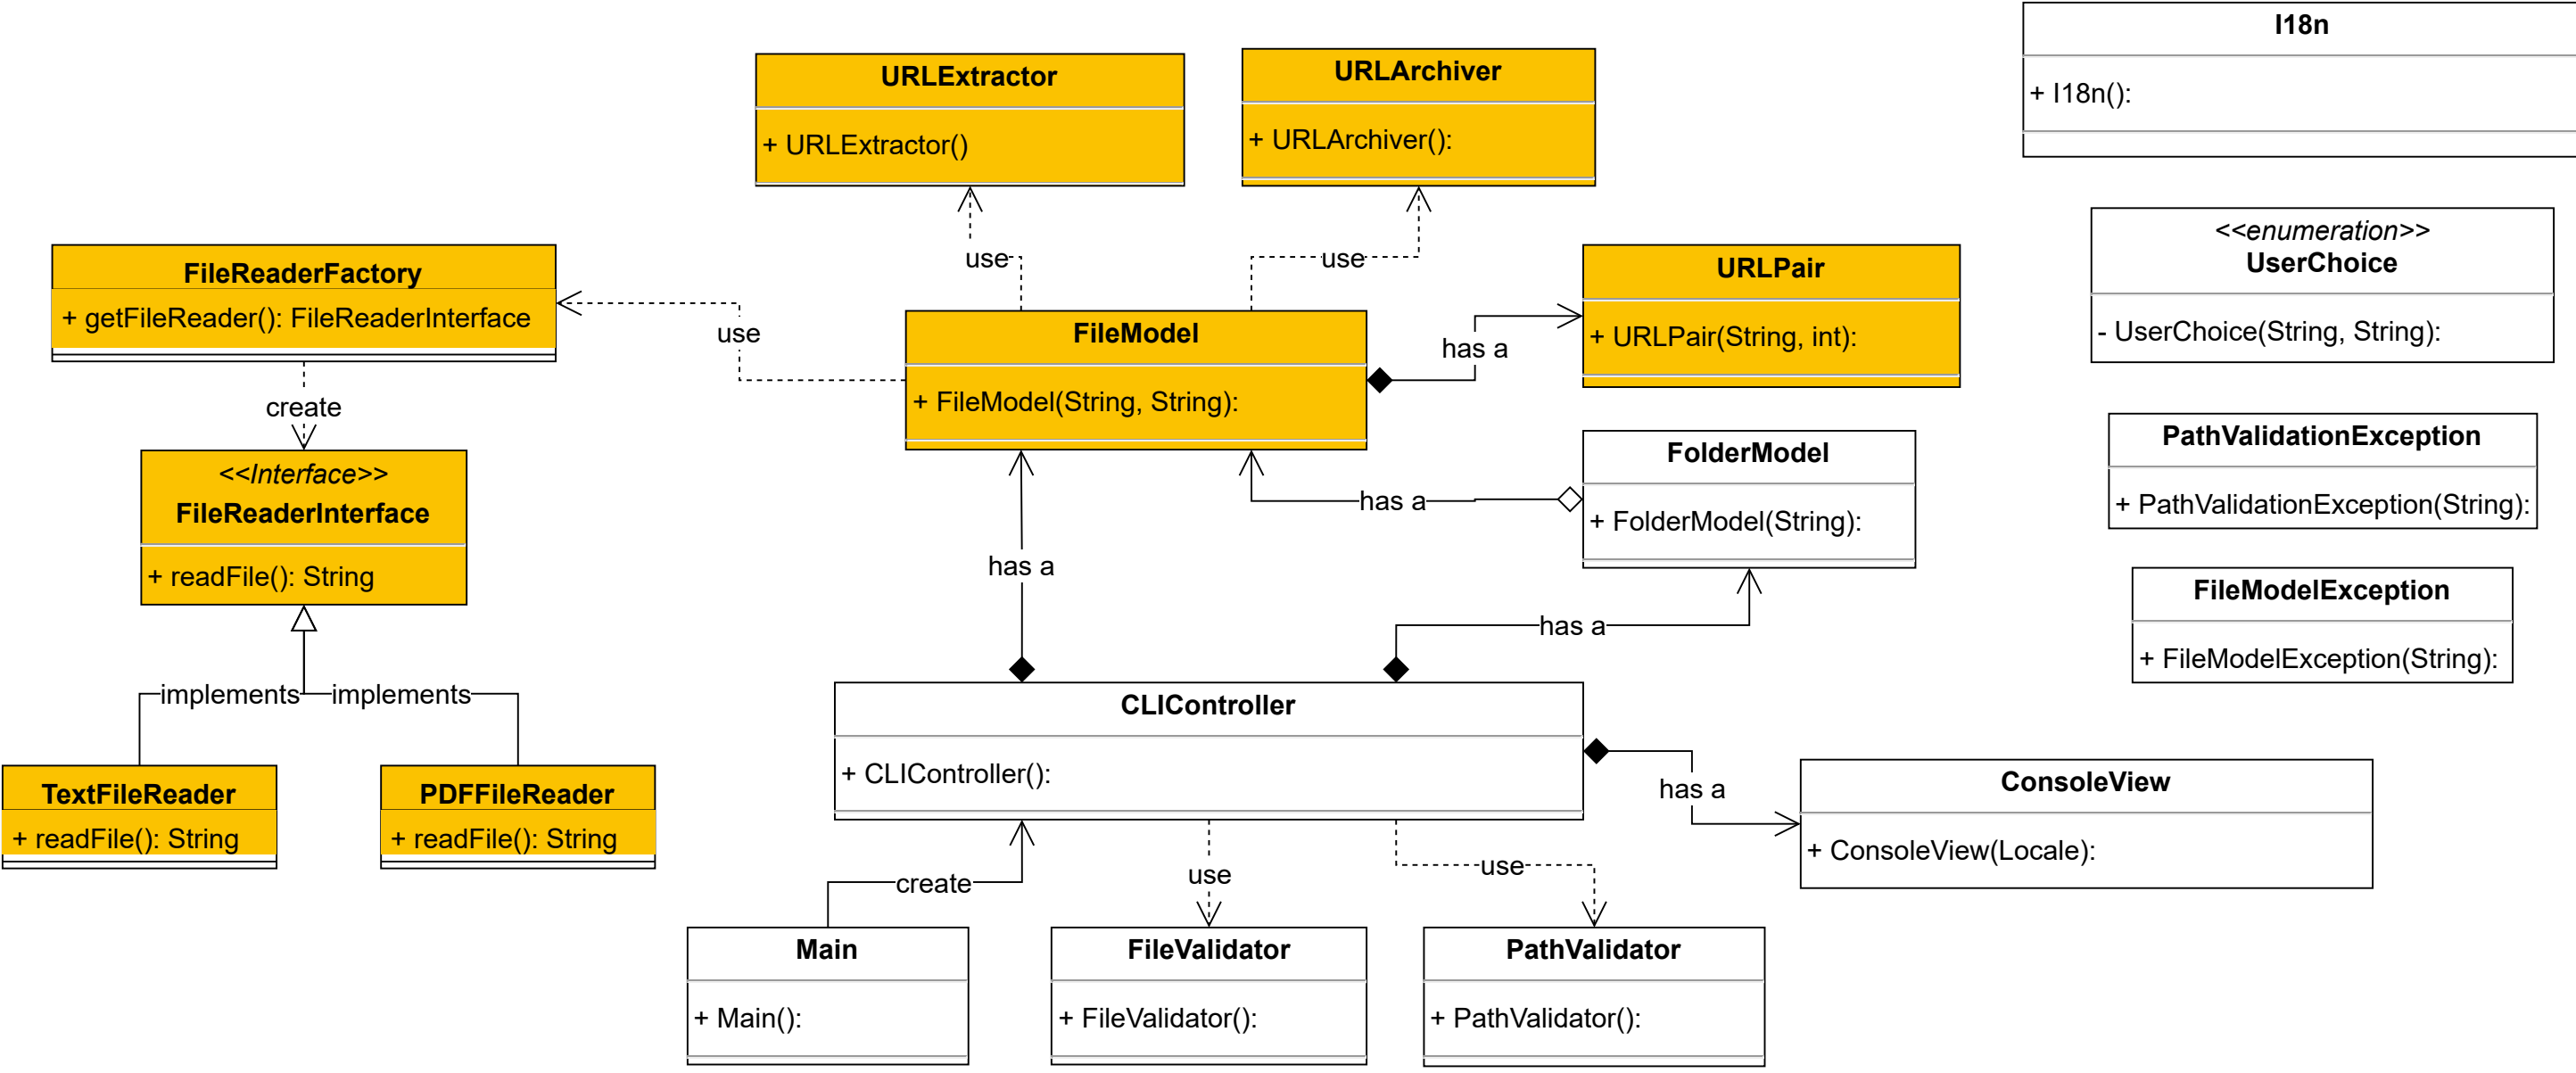 I18n
+ I18n():
URLExtractor
+ URLExtractor()
URLArchiver
+ URLArchiver():
<<enumeration>>
UserChoice
- UserChoice(String, String):
use
use
FileReaderFactory
+ getFileReader(): FileReaderInterface
use
FileModel
+ FileModel(String, String):
has a
URLPair
+ URLPair(String, int):
create
PathValidationException
+ PathValidationException(String):
<<Interface>>
FileReaderInterface
+ readFile(): String
has a
FolderModel
+ FolderModel(String):
has a
has a
FileModelException
+ FileModelException(String):
implements
implements
TextFileReader
+ readFile(): String
PDFFileReader
+ readFile(): String
CLIController
+ CLIController():
has a
ConsoleView
+ ConsoleView(Locale):
create
use
use
Main
+ Main():
FileValidator
+ FileValidator():
PathValidator
+ PathValidator():